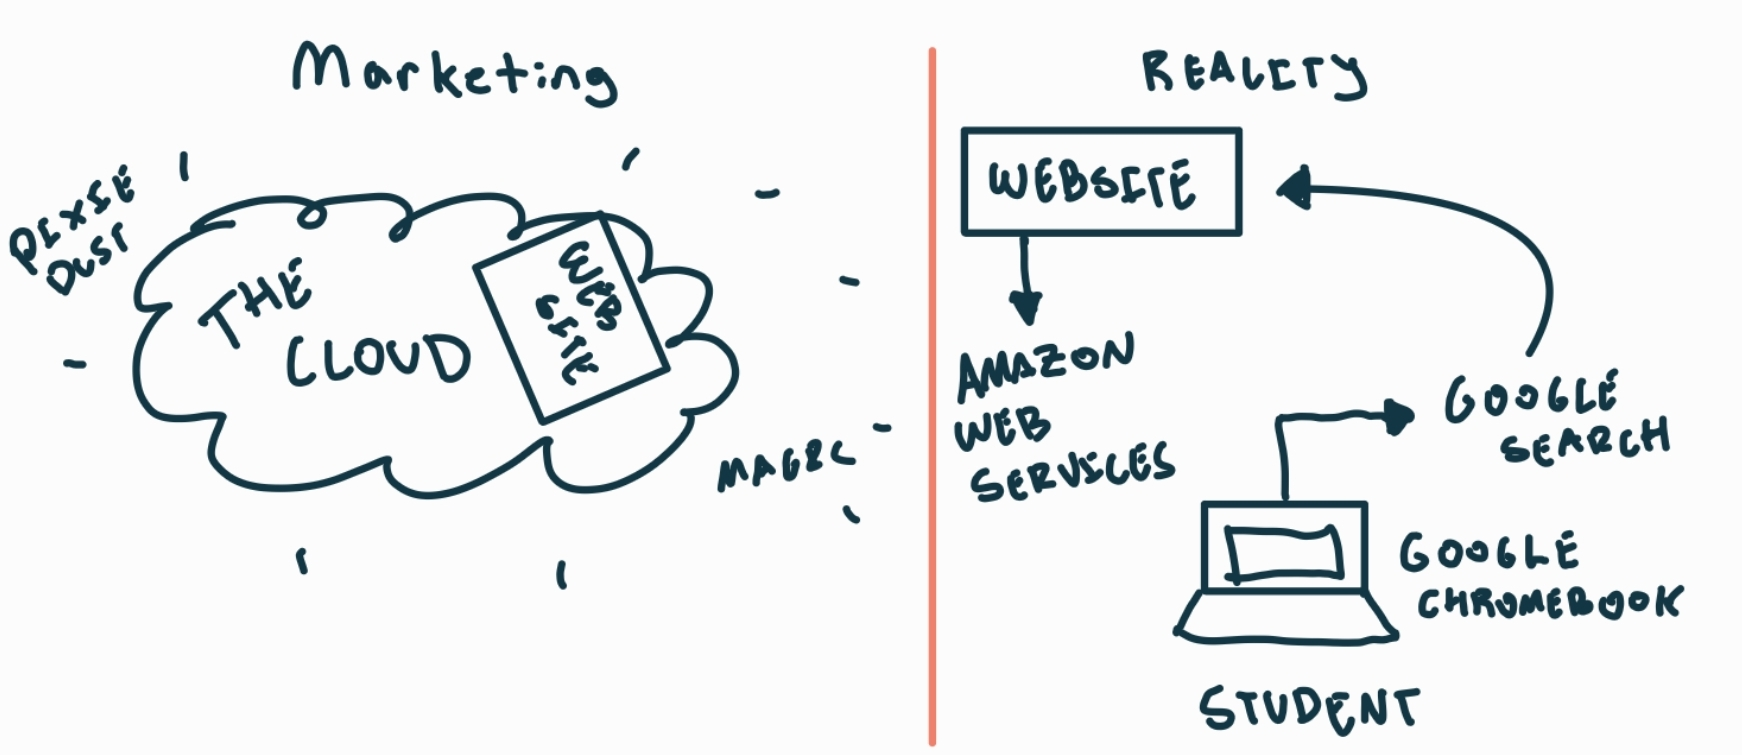 Marketing
PIXIE
DUST
THE
CLOUD
WEB
SITE
MAGIC
REALITY
WEBSITE
AMAZON
WEB
SERVICES
GOOGLE
SEARCH
GOOGLE
CHROMEBOOK
STUDENT